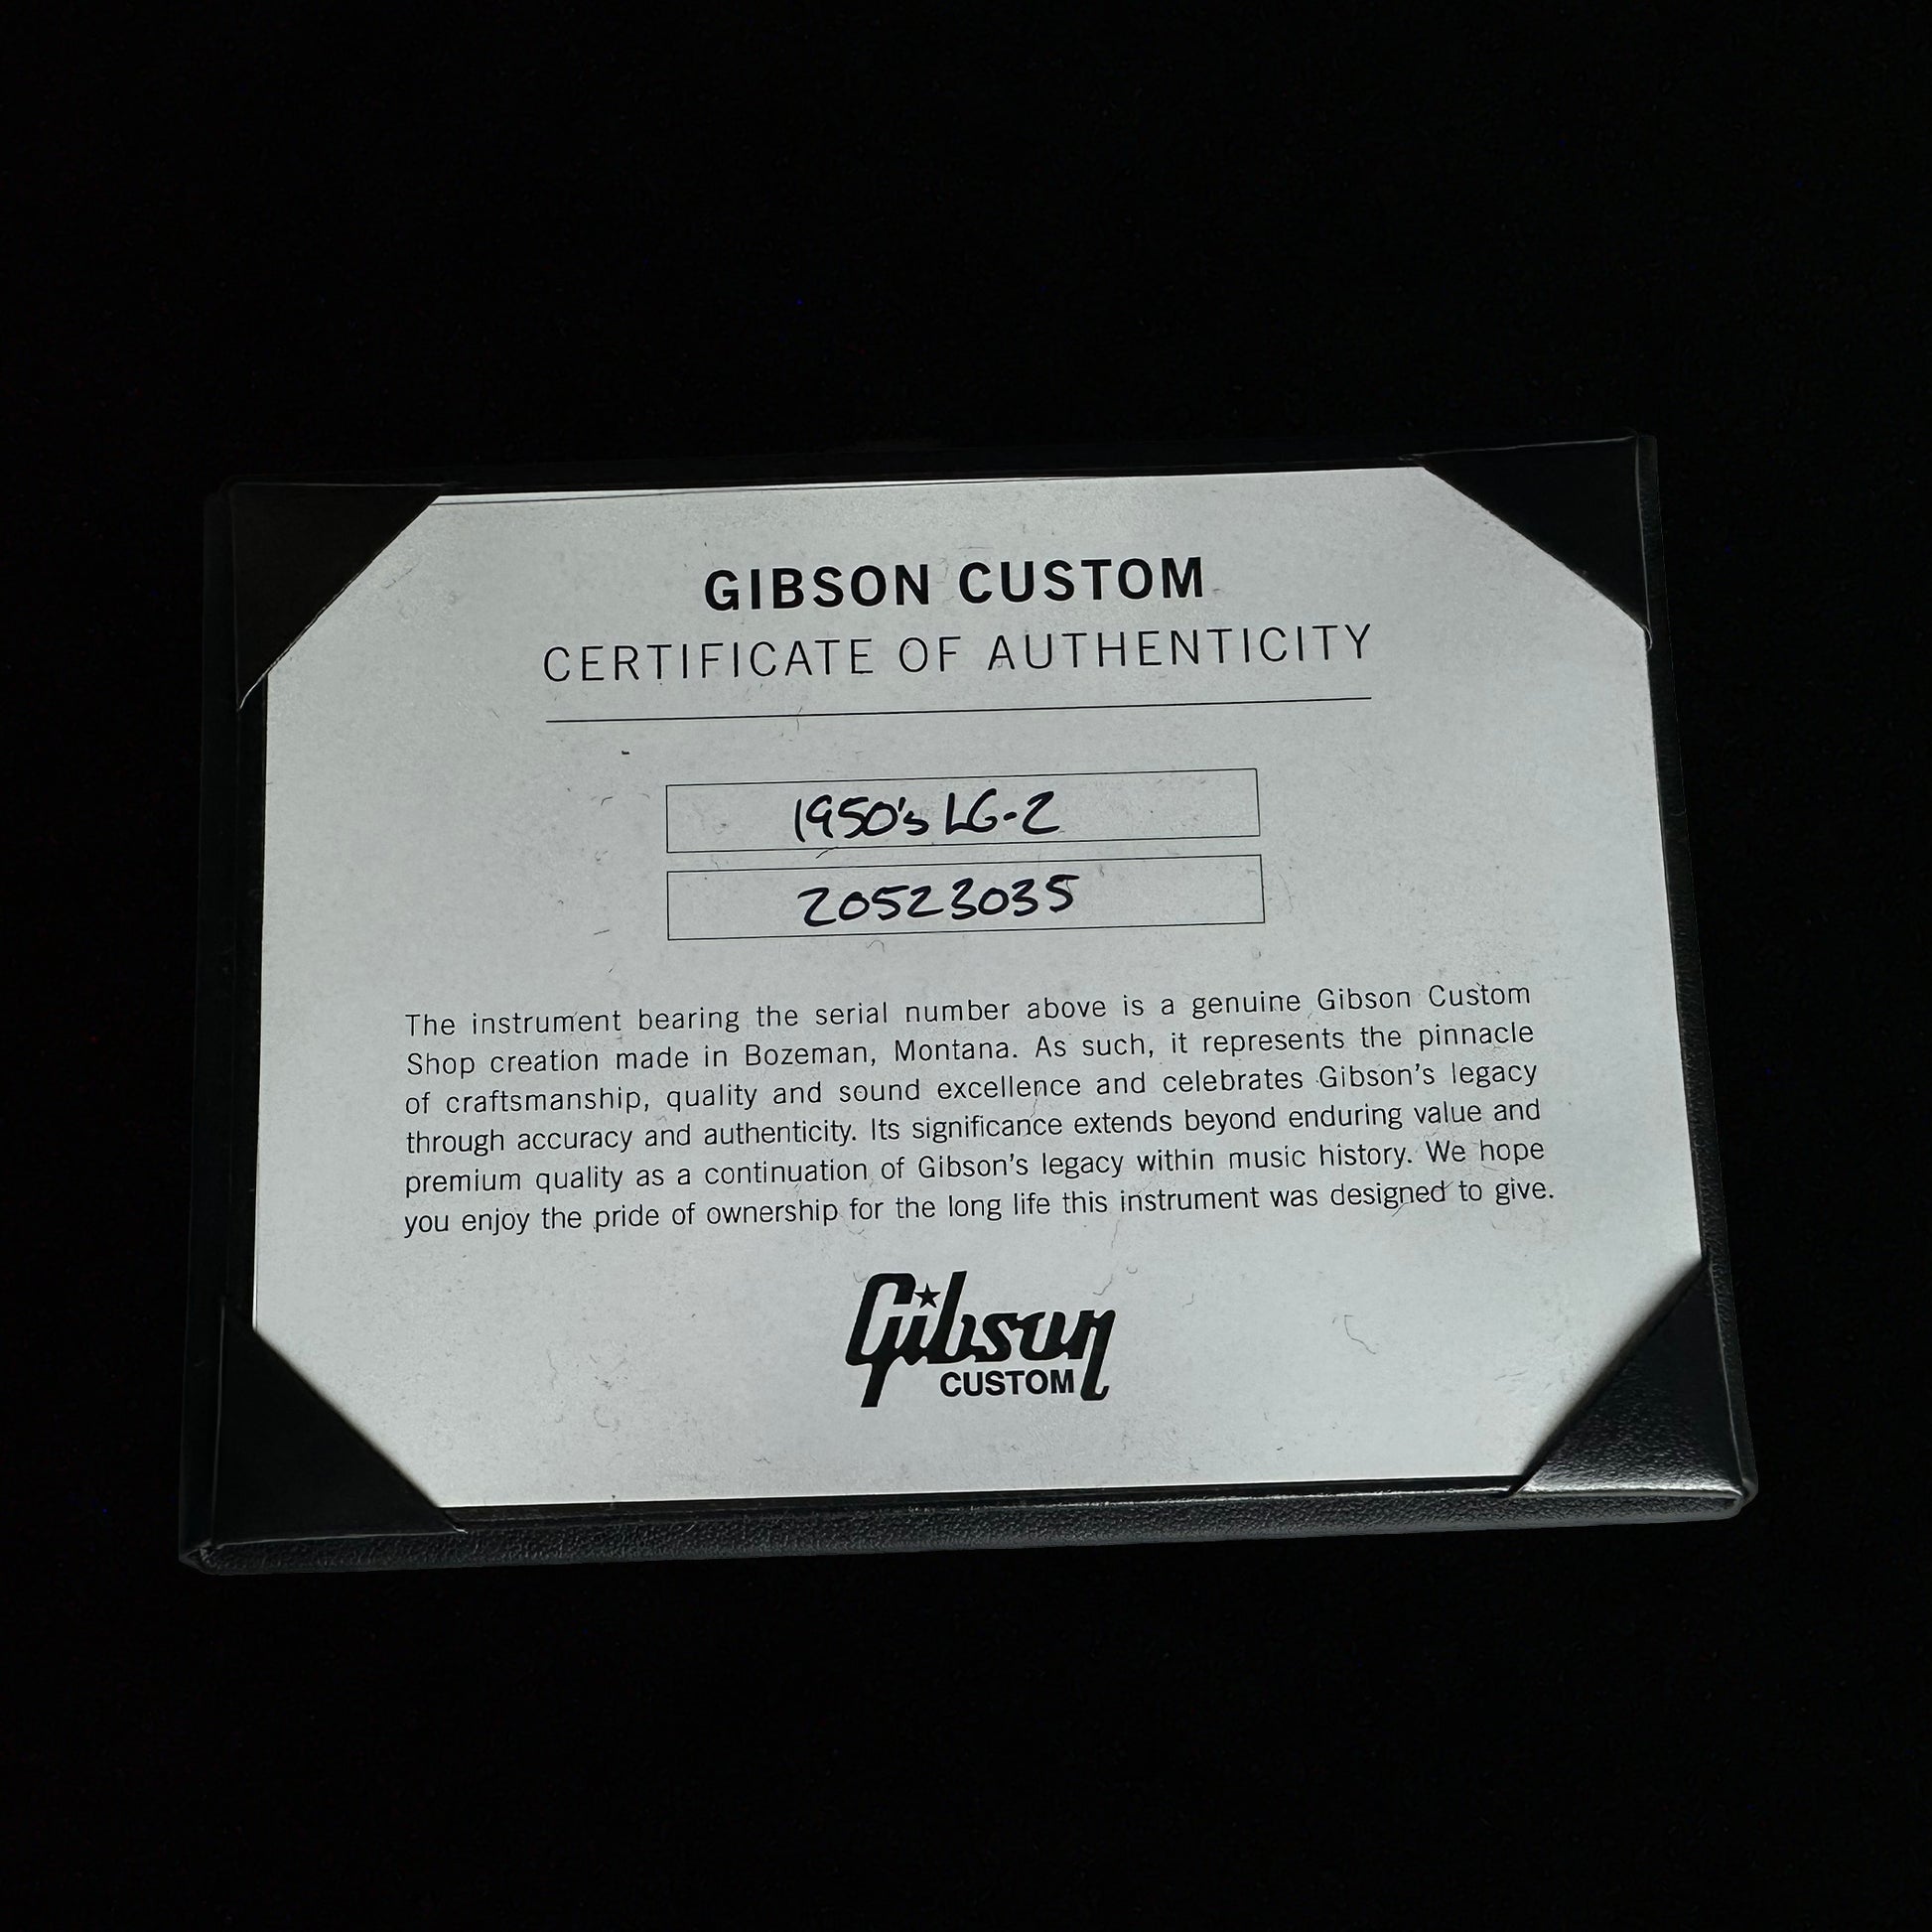 GIBSON CUSTOM
CERTIFICATE OF AUTHENTICITY
1950's LG-2
20523035
The instrument bearing the serial number above is a genuine Gibson Custom
Shop creation made in Bozeman, Montana. As such, it represents the pinnacle
of craftsmanship, quality and sound excellence and celebrates Gibson's legacy
through accuracy and authenticity. Its significance extends beyond enduring value and
premium quality as a continuation of Gibson's legacy within music history. We hope
you enjoy the pride of ownership for the long life this instrument was designed to give.
Gibson
CUSTOM